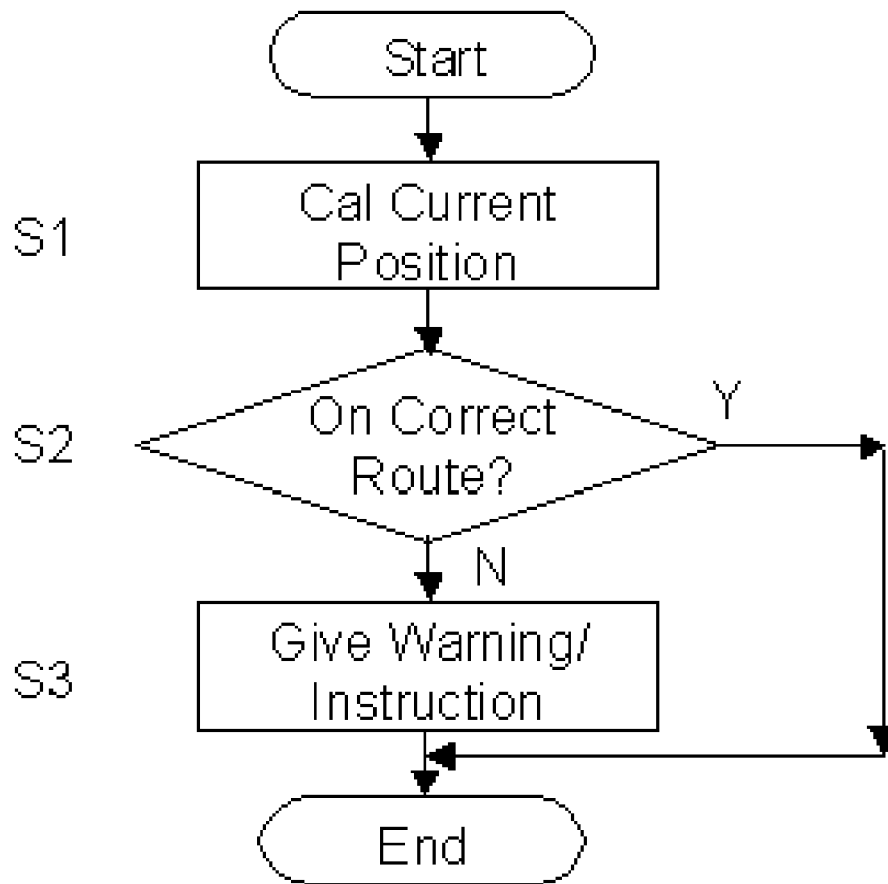 Start
S1
Cal Current
Position
S2
On Correct
Route?
Y
N
S3
Give Warning/
Instruction
End